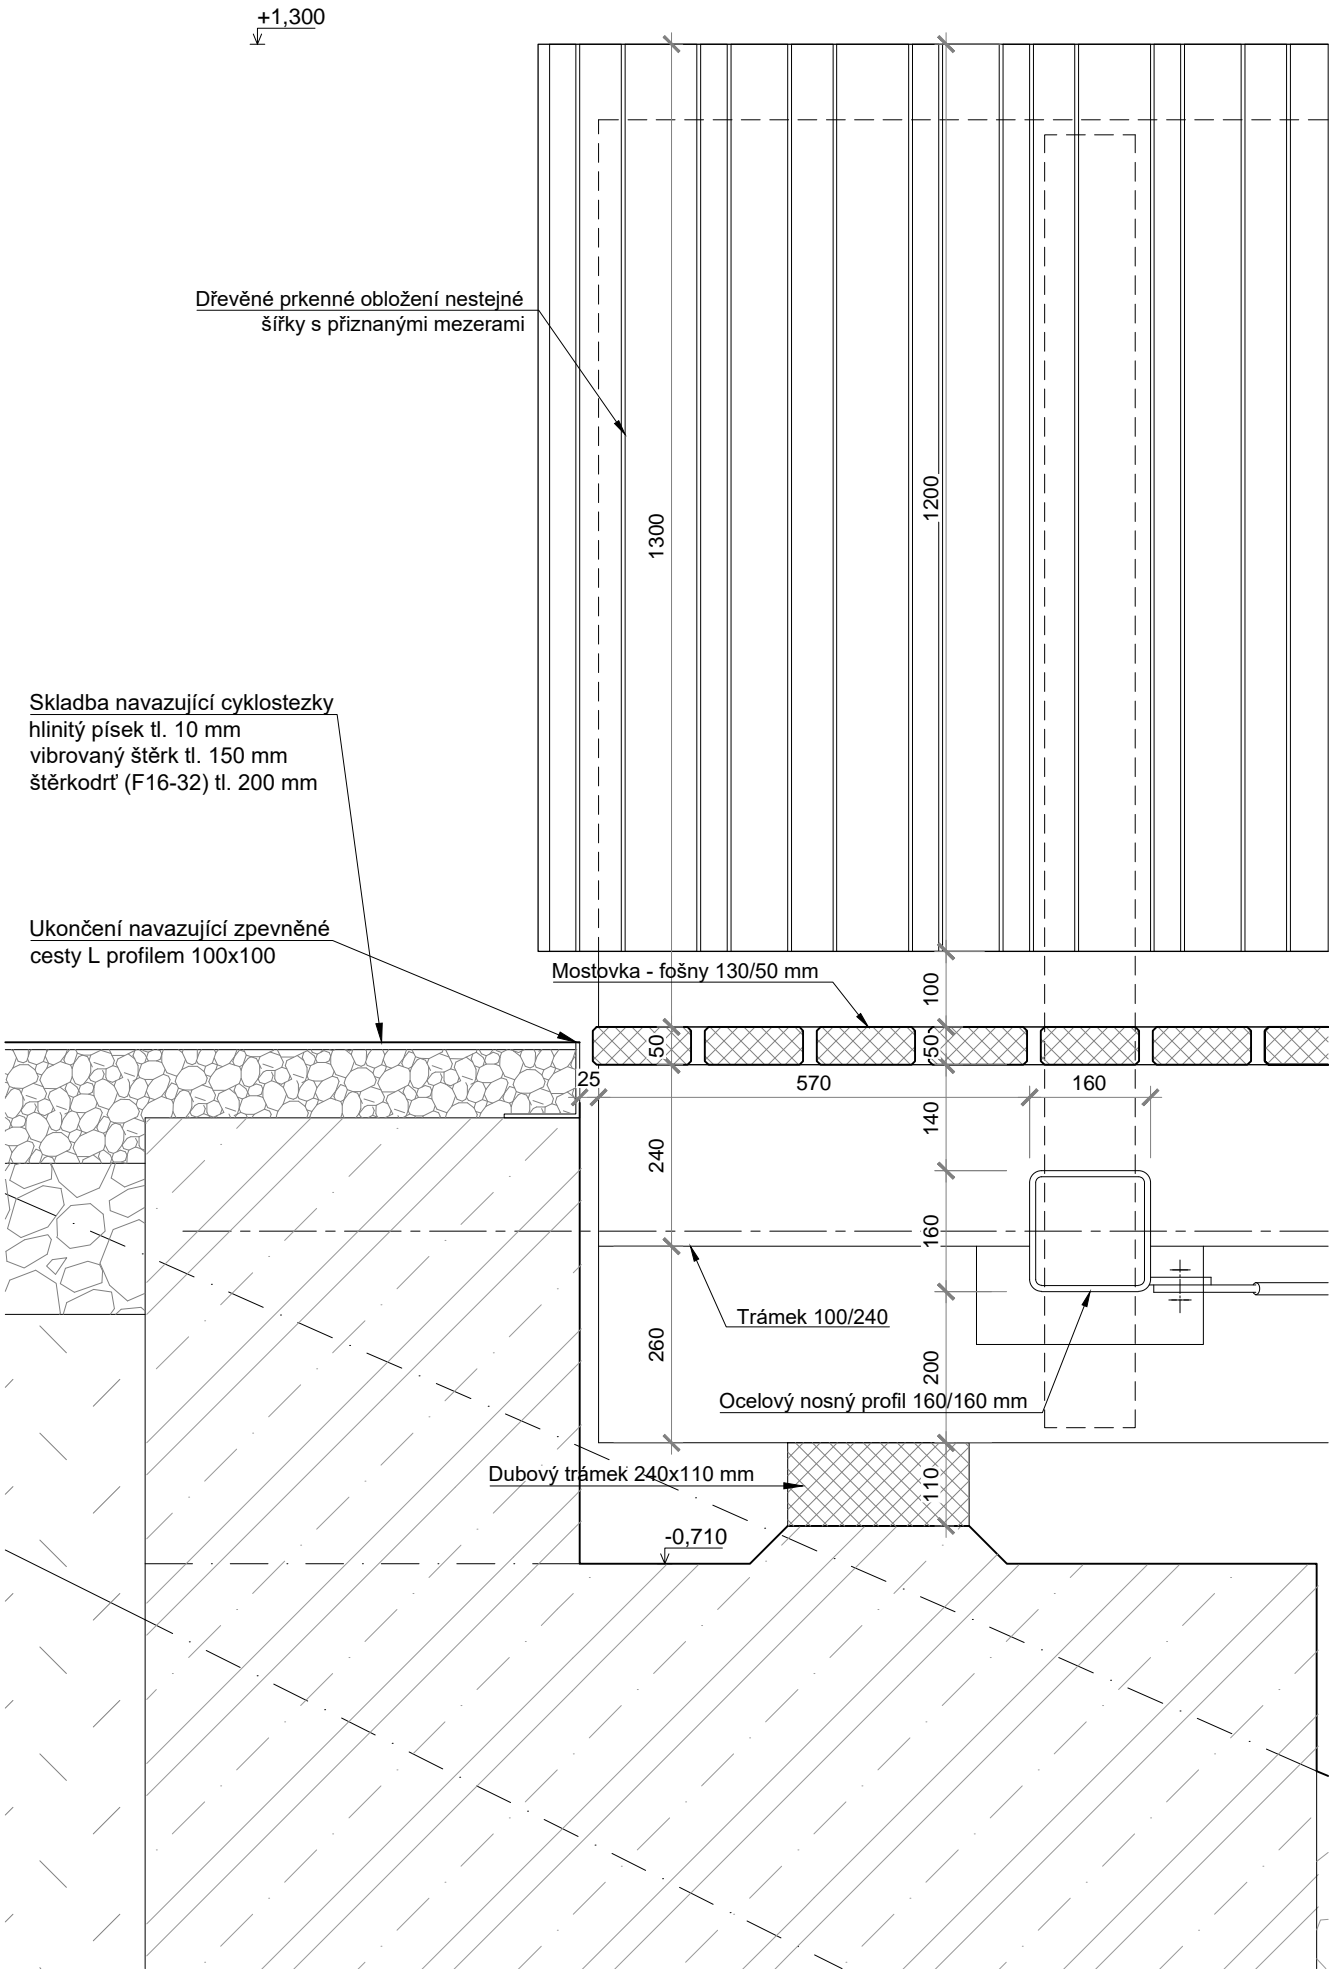 +1,300
Dřevěné prkenné obložení nestejné
šířky s přiznanými mezerami
1300
1200
Skladba navazující cyklostezky
hlinitý písek tl. 10 mm
vibrovaný štěrk tl. 150 mm
štěrkodrť (F16-32) tl. 200 mm
Ukončení navazující zpevněné
cesty L profilem 100x100
Mostovka - fošny 130/50 mm
100
50
50
25
570
160
140
240
160
Trámek 100/240
260
200
Ocelový nosný profil 160/160 mm
Dubový trámek 240x110 mm
110
-0,710